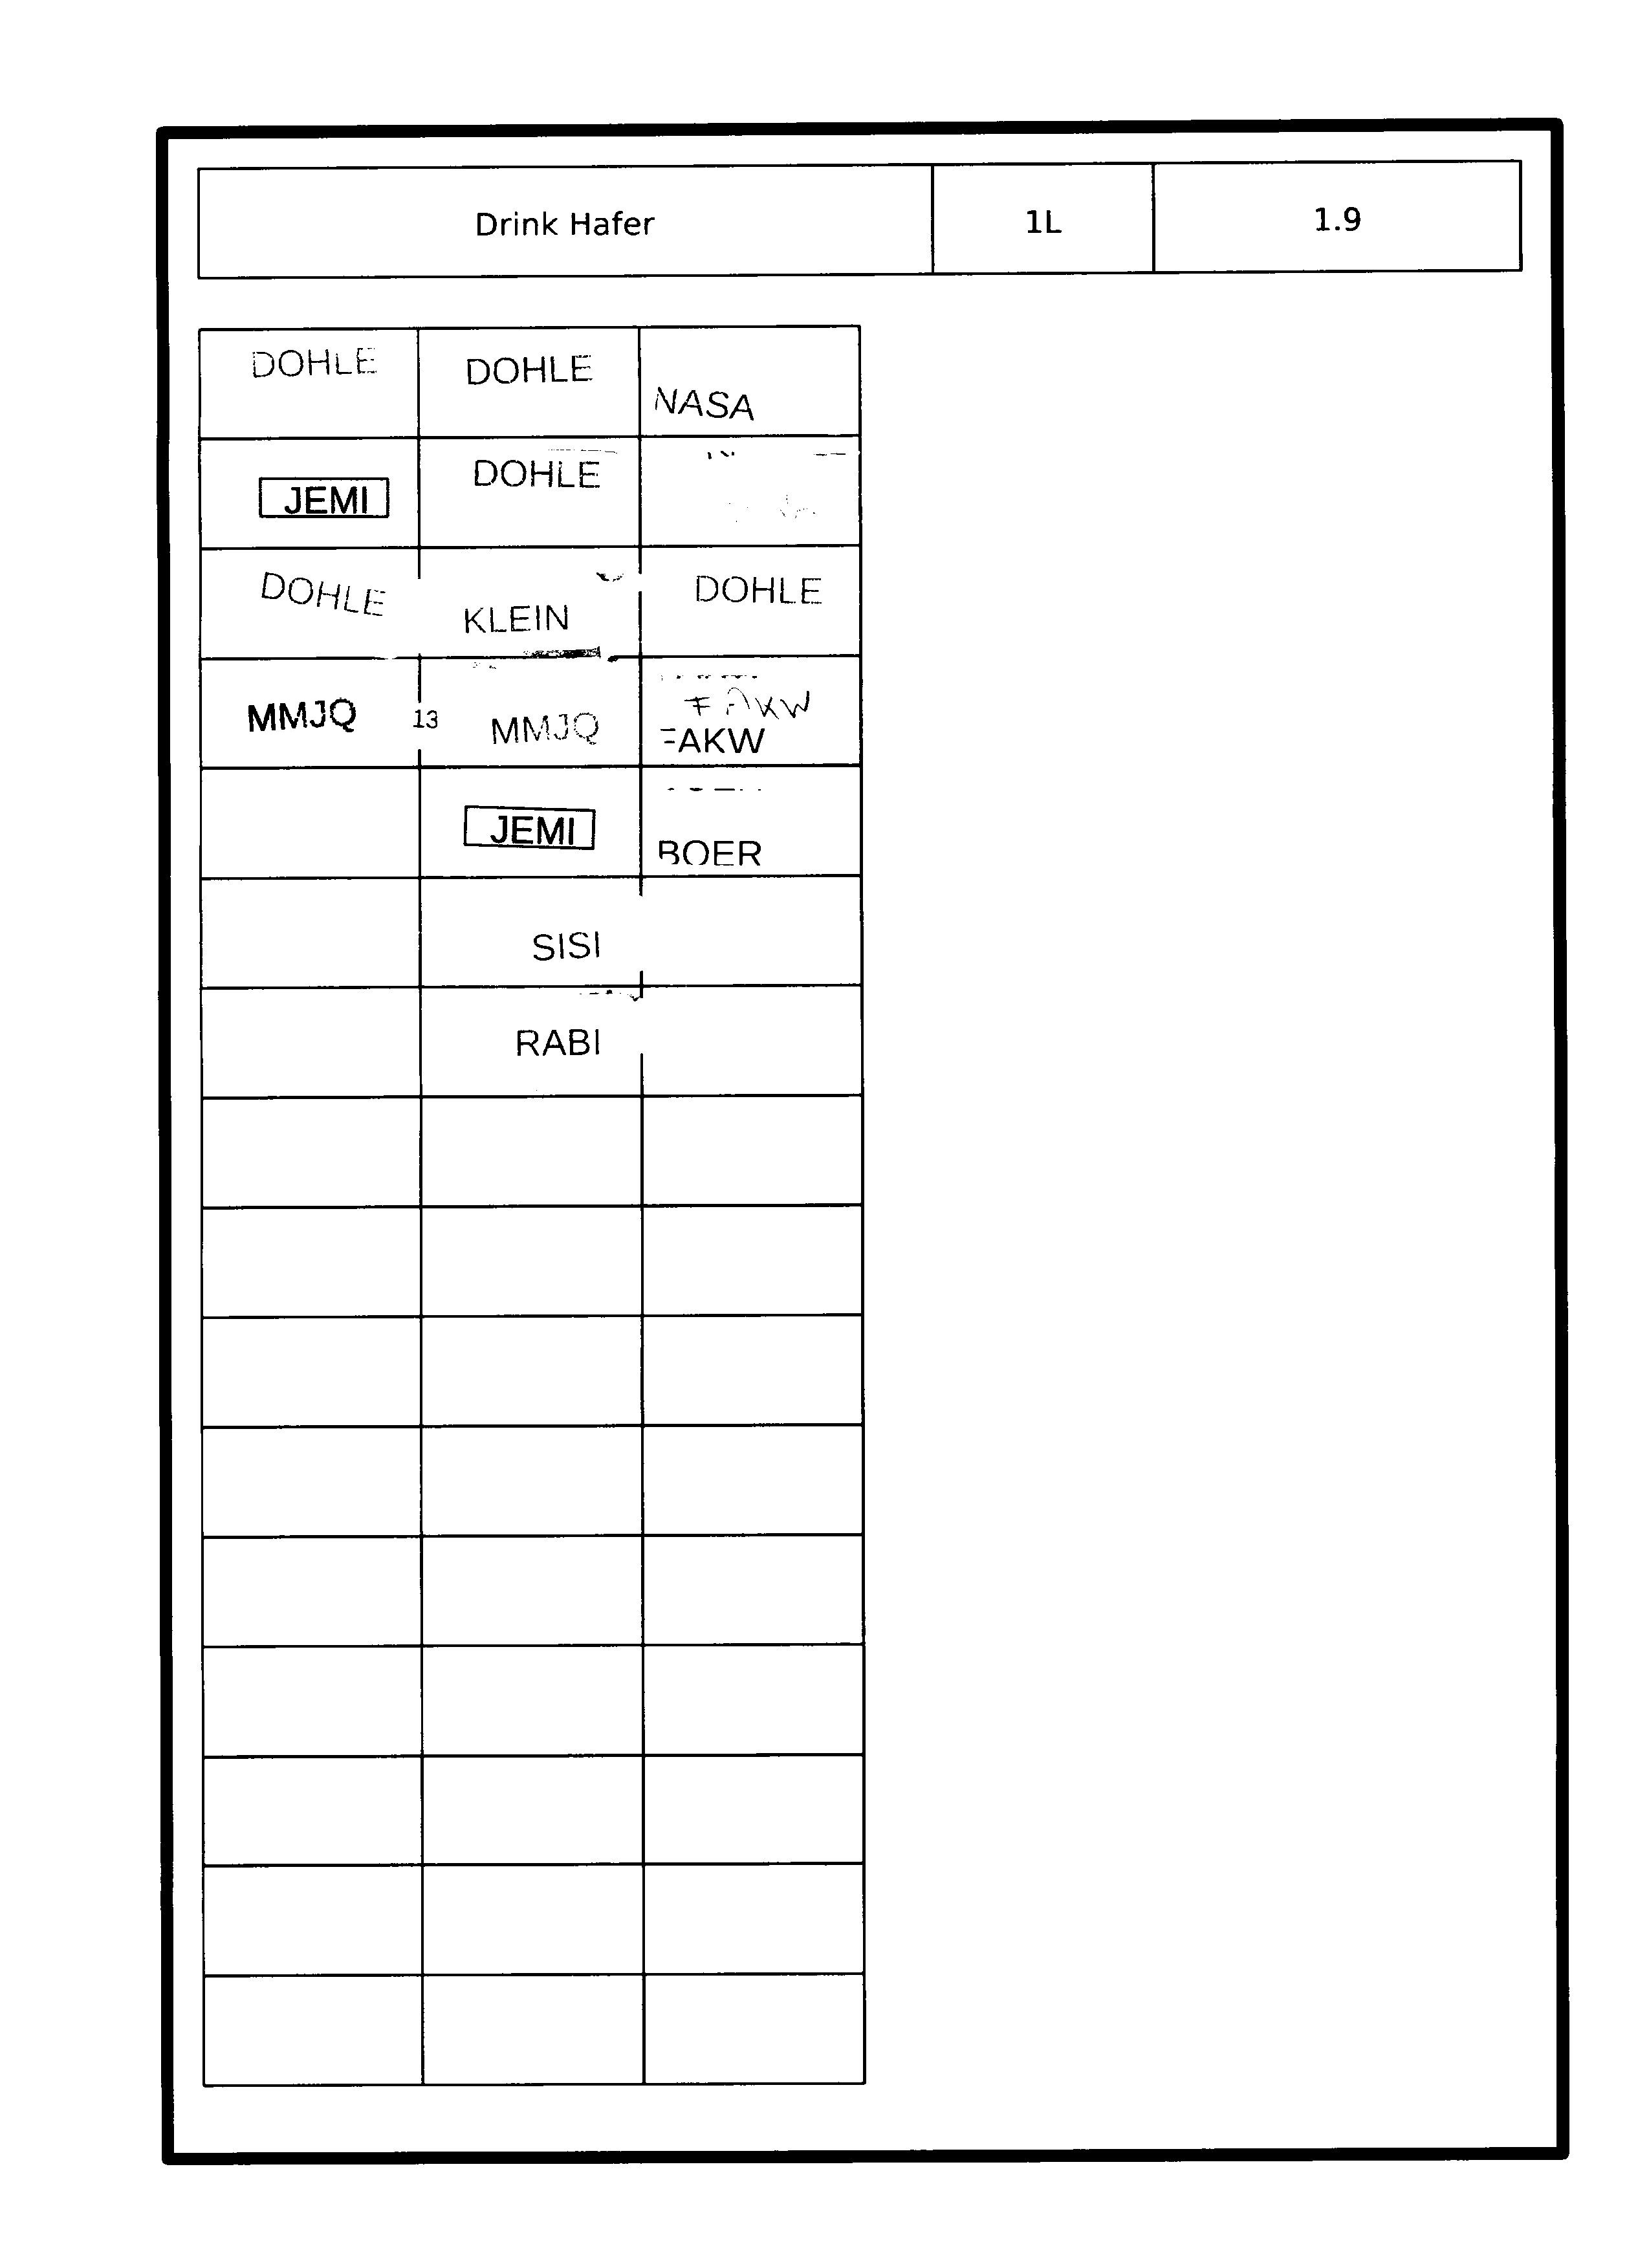 Drink Hafer 1L 1.9
DOHLE DOHLE NASA
JEMI DOHLE
DOHLE KLEIN DOHLE
MMJQ 13 MMJQ FAKW
FAKW
JEMI BOER
SISI
RABI